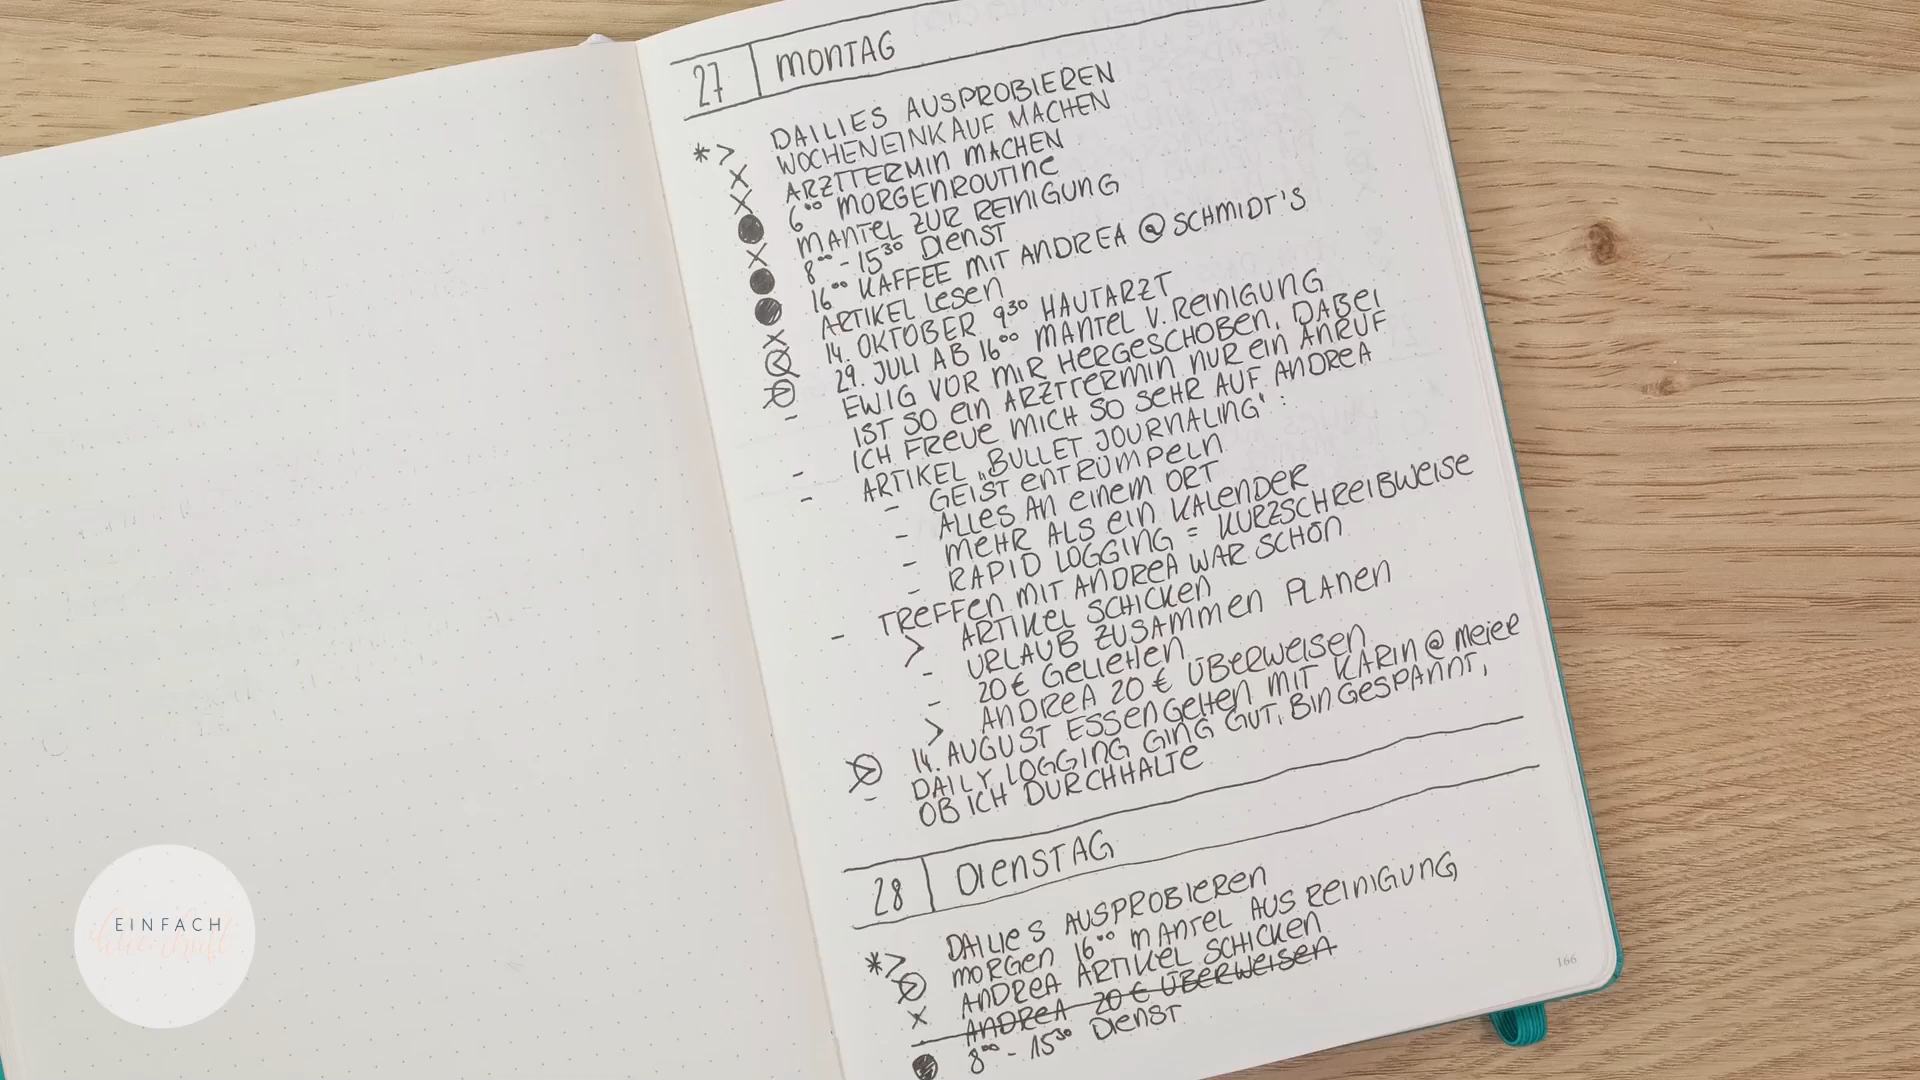 27 MONTAG
*> DAILIES AUSPROBIEREN
x WOCHENEINKAUF MACHEN
x ARZTTERMIN MACHEN
● 6⁰⁰ MORGENROUTINE
x MANTEL ZUR REINIGUNG
● 8⁰⁰ - 15³⁰ DIENST
● 16⁰⁰ KAFFEE MIT ANDREA @ SCHMIDT'S
x ARTIKEL LESEN
14. OKTOBER 9³⁰ HAUTARZT
29. JULI AB 16⁰⁰ MANTEL V. REINIGUNG
- EWIG VOR MIR HERGESCHOBEN, DABEI
IST SO EIN ARZTTERMIN NUR EIN ANRUF
- ICH FREUE MICH SO SEHR AUF ANDREA
- ARTIKEL „BULLET JOURNALING":
- GEIST ENTRÜMPELN
- ALLES AN EINEM ORT
- MEHR ALS EIN KALENDER
- RAPID LOGGING = KURZSCHREIBWEISE
- TREFFEN MIT ANDREA WAR SCHÖN
> ARTIKEL SCHICKEN
- URLAUB ZUSAMMEN PLANEN
- 20 € GELIEHEN
> ANDREA 20 € ÜBERWEISEN
14. AUGUST ESSENGEHEN MIT KARIN @ MEIER
- DAILY LOGGING GING GUT, BIN GESPANNT,
OB ICH DURCHHALTE
28 DIENSTAG
*> DAILIES AUSPROBIEREN
MORGEN 16⁰⁰ MANTEL AUS REINIGUNG
x ANDREA ARTIKEL SCHICKEN
. ANDREA 20 € ÜBERWEISEN
● 8⁰⁰ - 15³⁰ DIENST
166
EINFACH